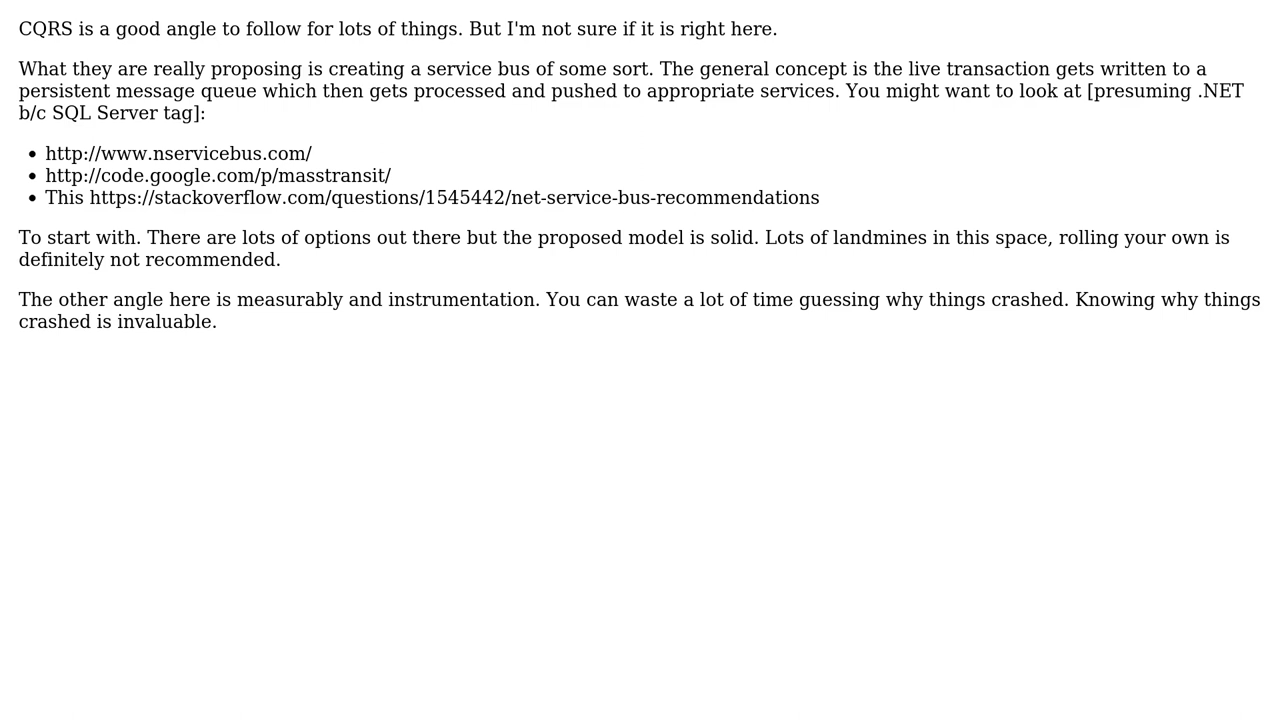 CQRS is a good angle to follow for lots of things. But I'm not sure if it is right here.
What they are really proposing is creating a service bus of some sort. The general concept is the live transaction gets written to a
persistent message queue which then gets processed and pushed to appropriate services. You might want to look at [presuming .NET
b/c SQL Server tag]:
• http://www.nservicebus.com/
• http://code.google.com/p/masstransit/
• This https://stackoverflow.com/questions/1545442/net-service-bus-recommendations
To start with. There are lots of options out there but the proposed model is solid. Lots of landmines in this space, rolling your own is
definitely not recommended.
The other angle here is measurably and instrumentation. You can waste a lot of time guessing why things crashed. Knowing why things
crashed is invaluable.